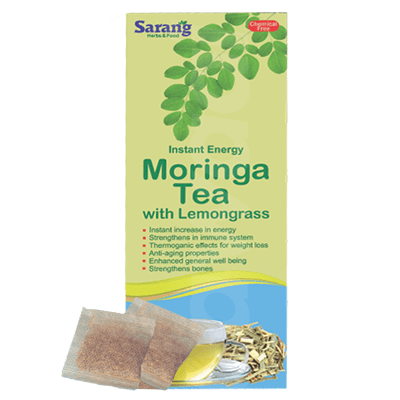 Sarang
Herbs & Food
Chemical
Free
Instant Energy
Moringa
Tea
with Lemongrass
• Instant increase in energy
• Strengthens in immune system
• Thermoganic effects for weight loss
• Anti-aging properties
• Enhanced general well being
• Strengthens bones